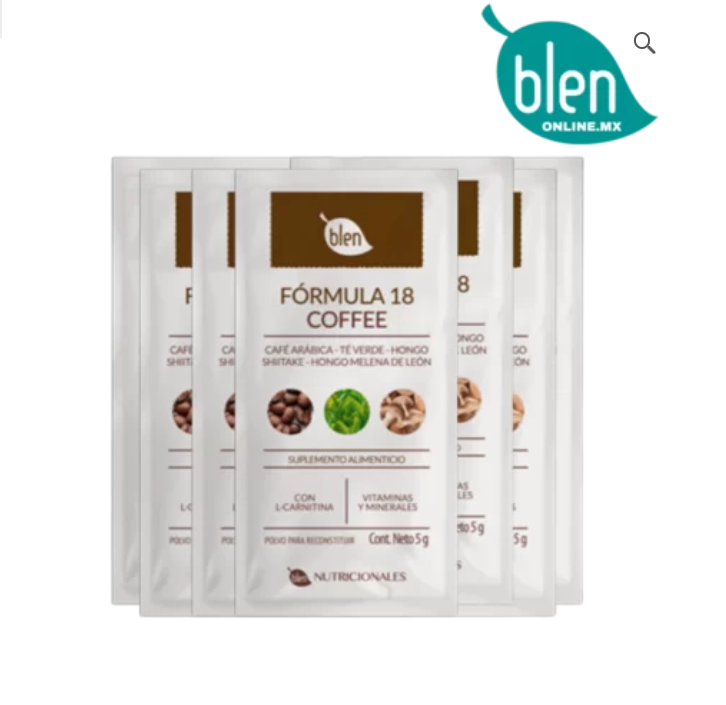 blen
ONLINE.MX
blen
FÓRMULA 18
COFFEE
CAFÉ ARÁBICA - TÉ VERDE - HONGO
SHIITAKE - HONGO MELENA DE LEÓN
SUPLEMENTO ALIMENTICIO
CON
L-CARNITINA
VITAMINAS
Y MINERALES
POLVO PARA RECONSTITUIR
Cont. Neto 5 g
blen NUTRICIONALES